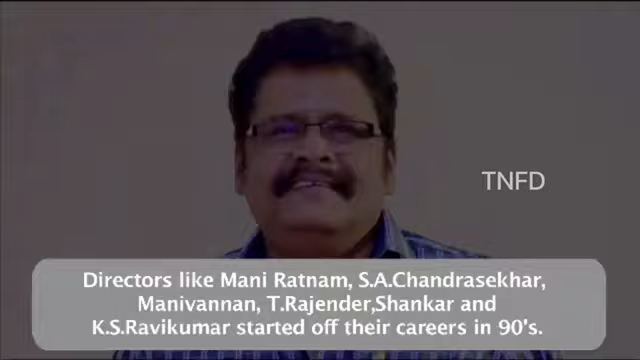 TNFD
Directors like Mani Ratnam, S.A.Chandrasekhar,
Manivannan, T.Rajender,Shankar and
K.S.Ravikumar started off their careers in 90's.